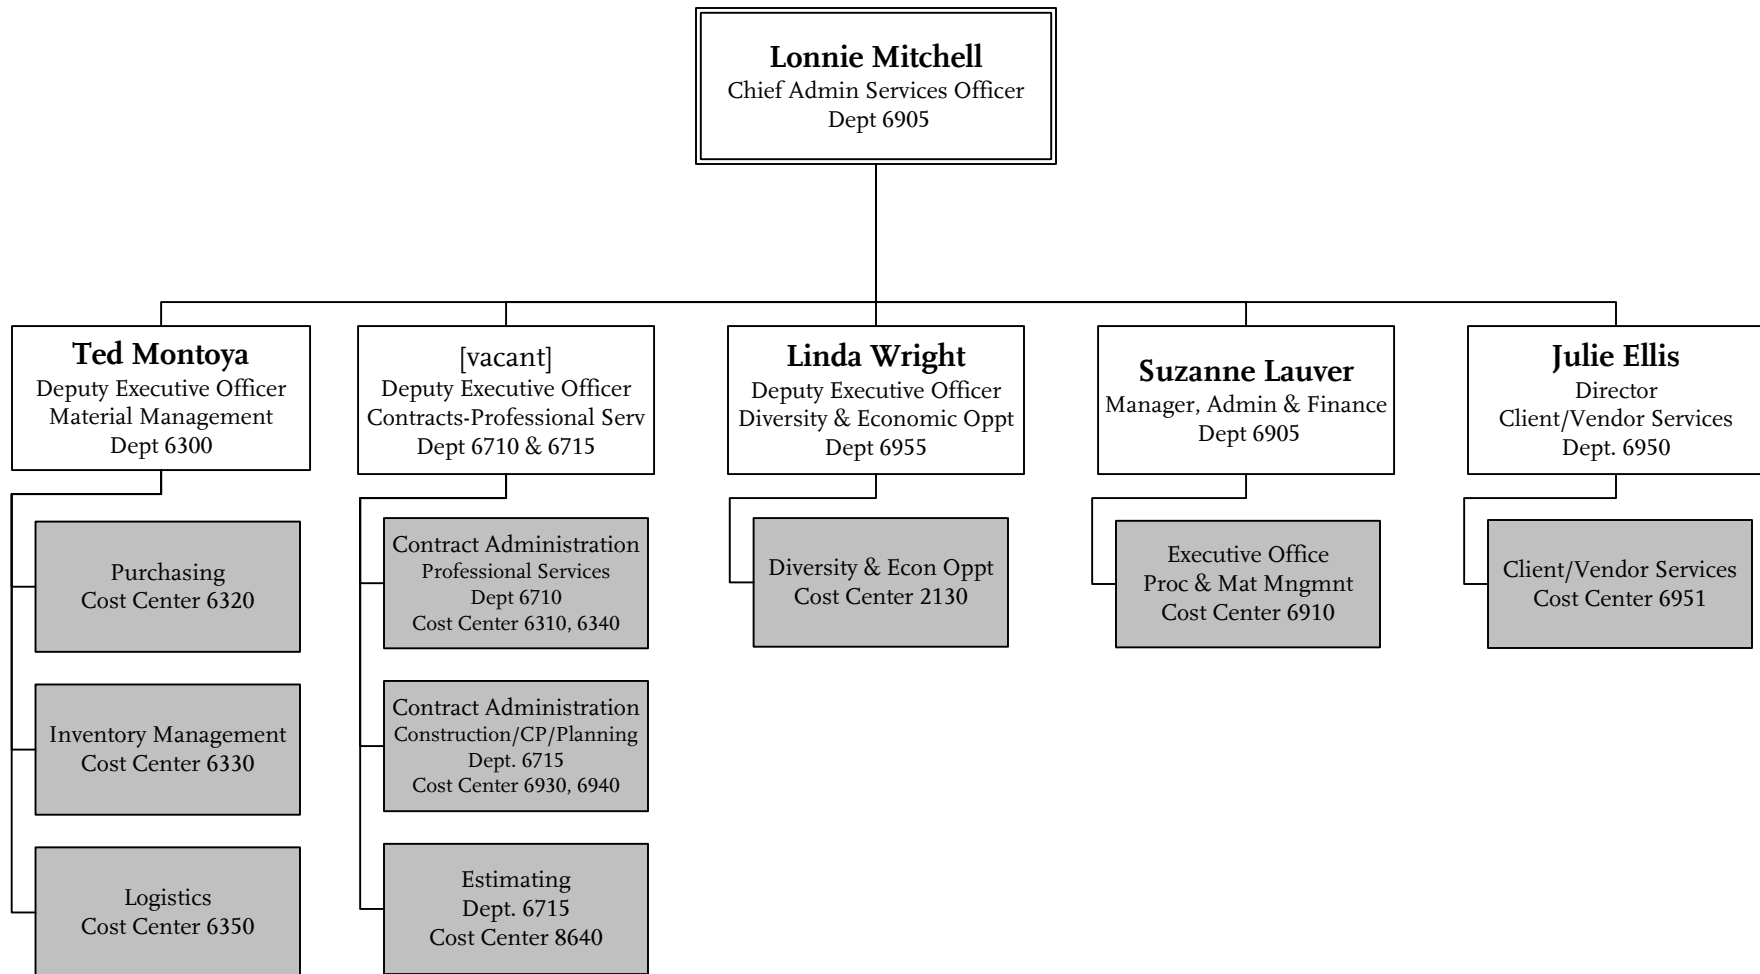 Lonnie Mitchell
Chief Admin Services Officer
Dept 6905
Ted Montoya
Deputy Executive Officer
Material Management
Dept 6300
[vacant]
Deputy Executive Officer
Contracts-Professional Serv
Dept 6710 & 6715
Linda Wright
Deputy Executive Officer
Diversity & Economic Oppt
Dept 6955
Suzanne Lauver
Manager, Admin & Finance
Dept 6905
Julie Ellis
Director
Client/Vendor Services
Dept. 6950
Purchasing
Cost Center 6320
Inventory Management
Cost Center 6330
Logistics
Cost Center 6350
Contract Administration
Professional Services
Dept 6710
Cost Center 6310, 6340
Contract Administration
Construction/CP/Planning
Dept. 6715
Cost Center 6930, 6940
Estimating
Dept. 6715
Cost Center 8640
Diversity & Econ Oppt
Cost Center 2130
Executive Office
Proc & Mat Mngmnt
Cost Center 6910
Client/Vendor Services
Cost Center 6951